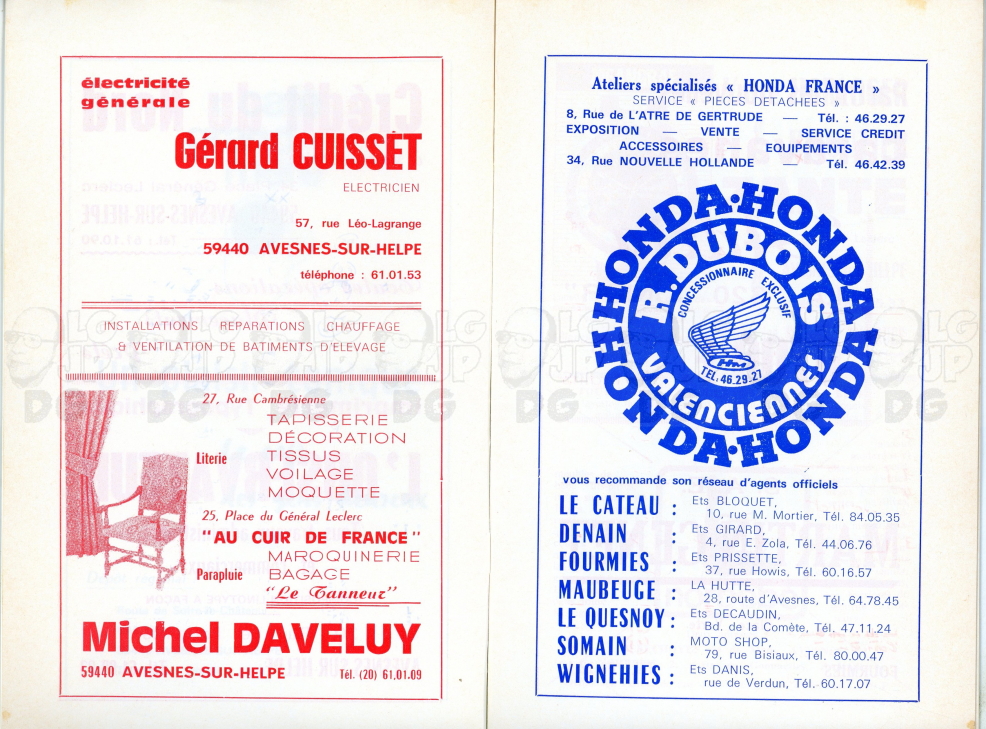 électricité
générale
Gérard CUISSET
ELECTRICIEN
57, rue Léo-Lagrange
59440 AVESNES-SUR-HELPE
téléphone : 61.01.53
INSTALLATIONS REPARATIONS CHAUFFAGE
& VENTILATION DE BATIMENTS D'ELEVAGE
27, Rue Cambrésienne
TAPISSERIE
DÉCORATION
Literie TISSUS
VOILAGE
MOQUETTE
25, Place du Général Leclerc
"AU CUIR DE FRANCE"
MAROQUINERIE
Parapluie BAGAGE
"Le Tanneur"
Michel DAVELUY
59440 AVESNES-SUR-HELPE Tél. (20) 61.01.09
Ateliers spécialisés « HONDA FRANCE »
SERVICE « PIECES DETACHEES »
8, Rue de L'ATRE DE GERTRUDE — Tél. : 46.29.27
EXPOSITION — VENTE — SERVICE CREDIT
ACCESSOIRES — EQUIPEMENTS
34, Rue NOUVELLE HOLLANDE — Tél. 46.42.39
HONDA·HONDA
HONDA·HONDA
R. DUBOIS
CONCESSIONNAIRE EXCLUSIF
HM
TEL. 46.29.27
VALENCIENNES
vous recommande son réseau d'agents officiels
LE CATEAU : Ets BLOQUET,
10, rue M. Mortier, Tél. 84.05.35
DENAIN : Ets GIRARD,
4, rue E. Zola, Tél. 44.06.76
FOURMIES : Ets PRISSETTE,
37, rue Howis, Tél. 60.16.57
MAUBEUGE : LA HUTTE,
28, route d'Avesnes, Tél. 64.78.45
LE QUESNOY : Ets DECAUDIN,
Bd. de la Comète, Tél. 47.11.24
SOMAIN : MOTO SHOP,
79, rue Bisiaux, Tél. 80.00.47
WIGNEHIES : Ets DANIS,
rue de Verdun, Tél. 60.17.07